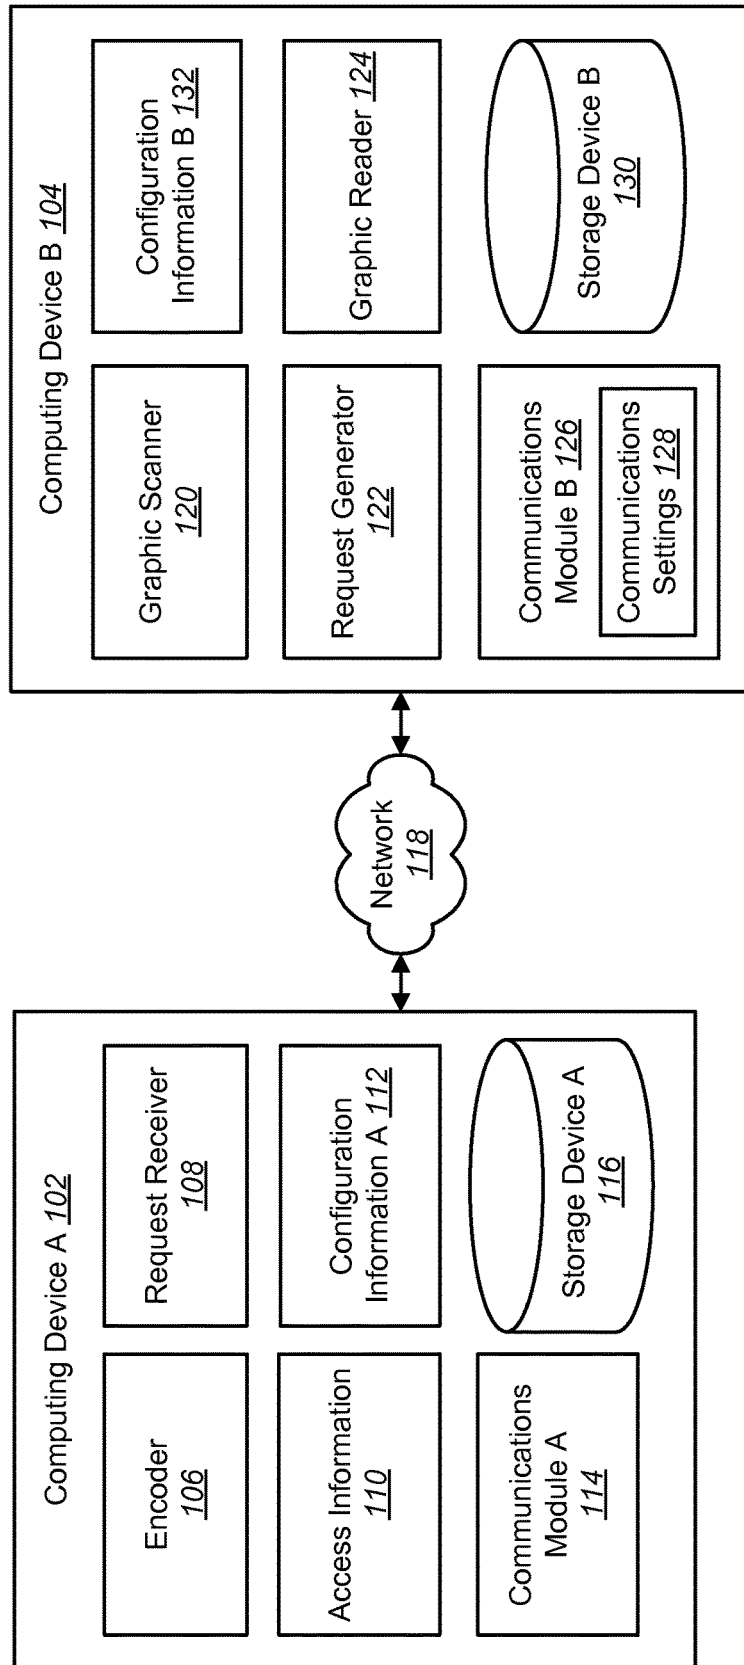 Computing Device A 102
Encoder
106
Request Receiver
108
Access Information
110
Configuration
Information A 112
Communications
Module A
114
Storage Device A
116
Network
118
Computing Device B 104
Graphic Scanner
120
Configuration
Information B 132
Request Generator
122
Graphic Reader 124
Communications
Module B 126
Communications
Settings 128
Storage Device B
130